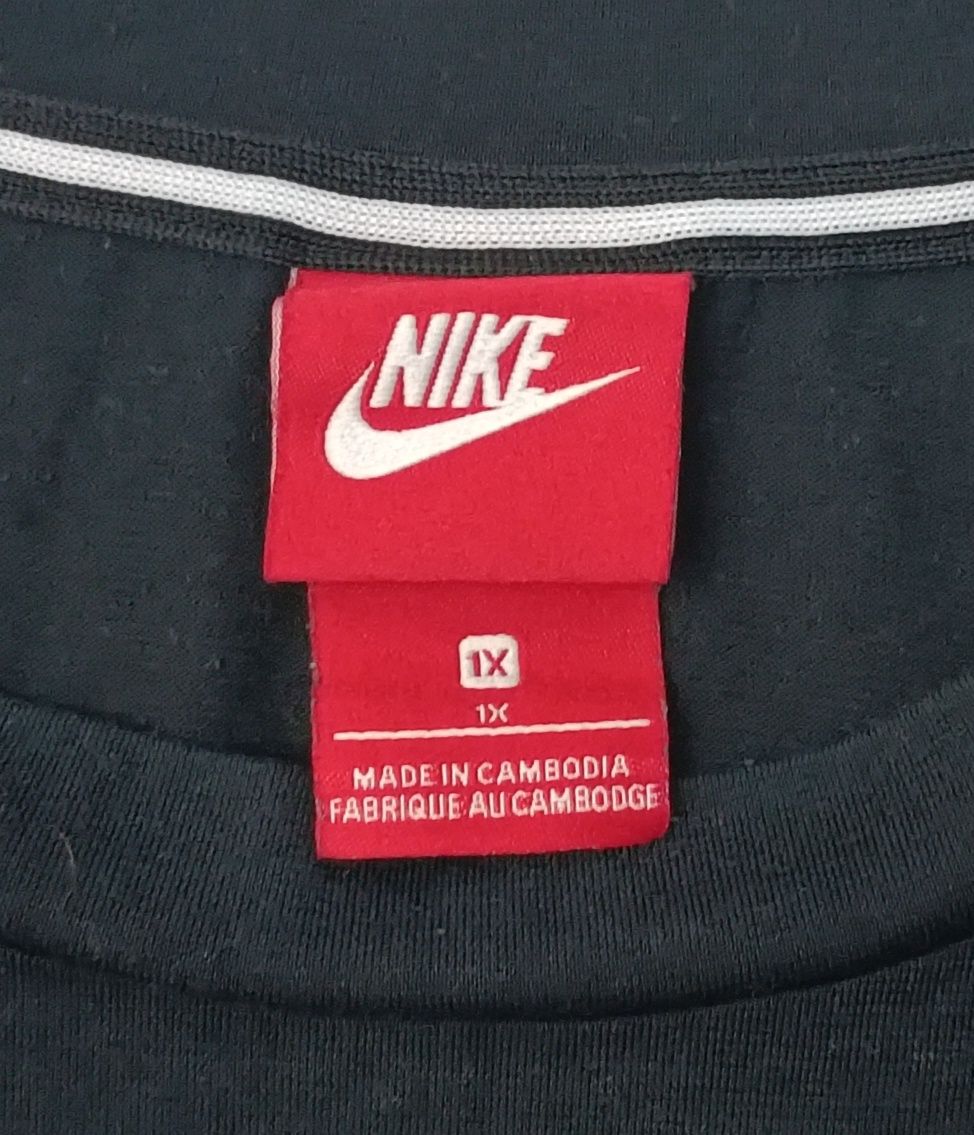 NIKE
1X
1X
MADE IN CAMBODIA
FABRIQUE AU CAMBODGE